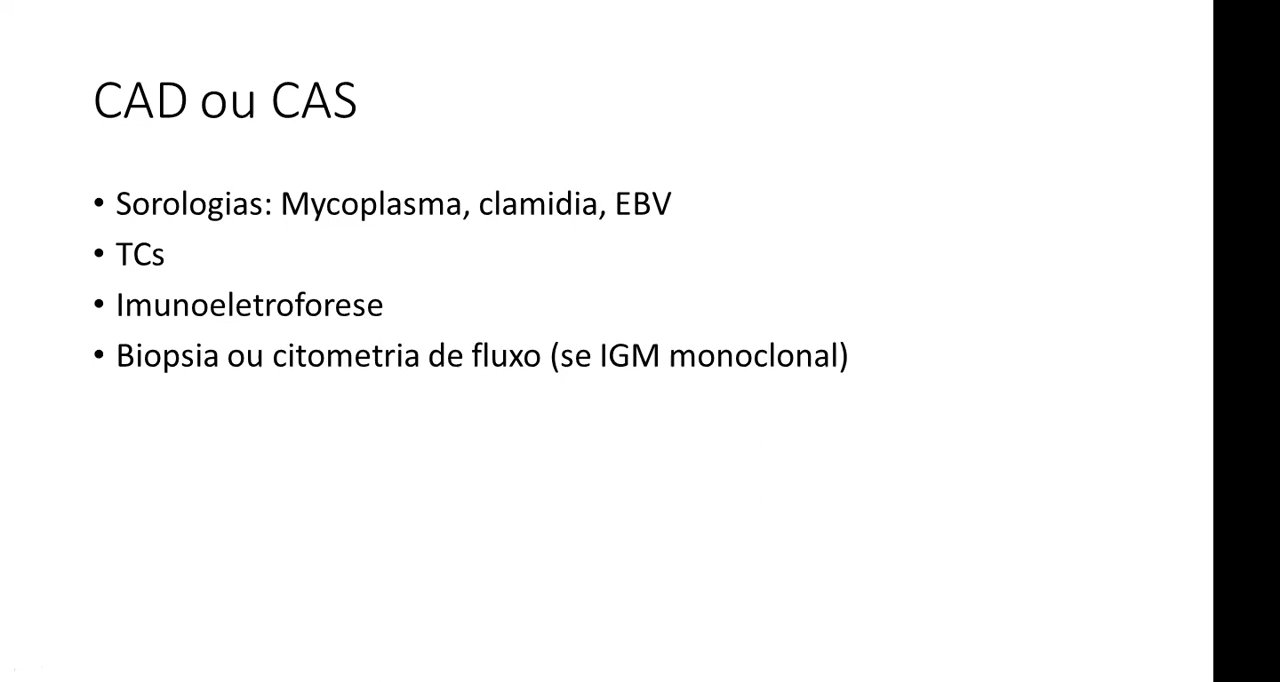 CAD ou CAS
• Sorologias: Mycoplasma, clamidia, EBV
• TCs
• Imunoeletroforese
• Biopsia ou citometria de fluxo (se IGM monoclonal)